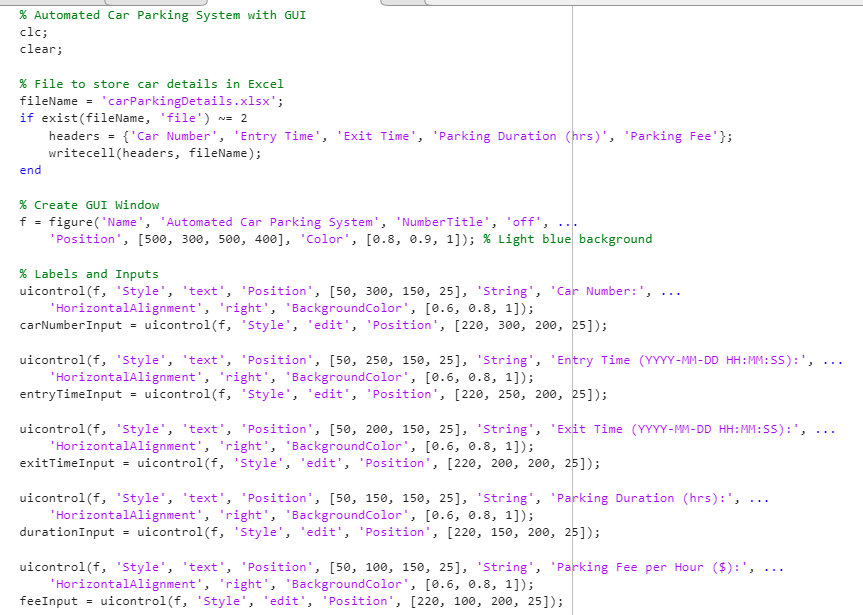 % Automated Car Parking System with GUI
clc;
clear;
% File to store car details in Excel
fileName = 'carParkingDetails.xlsx';
if exist(fileName, 'file') ~= 2
    headers = {'Car Number', 'Entry Time', 'Exit Time', 'Parking Duration (hrs)', 'Parking Fee'};
    writecell(headers, fileName);
end
% Create GUI Window
f = figure('Name', 'Automated Car Parking System', 'NumberTitle', 'off', ...
    'Position', [500, 300, 500, 400], 'Color', [0.8, 0.9, 1]); % Light blue background
% Labels and Inputs
uicontrol(f, 'Style', 'text', 'Position', [50, 300, 150, 25], 'String', 'Car Number:', ...
    'HorizontalAlignment', 'right', 'BackgroundColor', [0.6, 0.8, 1]);
carNumberInput = uicontrol(f, 'Style', 'edit', 'Position', [220, 300, 200, 25]);
uicontrol(f, 'Style', 'text', 'Position', [50, 250, 150, 25], 'String', 'Entry Time (YYYY-MM-DD HH:MM:SS):', ...
    'HorizontalAlignment', 'right', 'BackgroundColor', [0.6, 0.8, 1]);
entryTimeInput = uicontrol(f, 'Style', 'edit', 'Position', [220, 250, 200, 25]);
uicontrol(f, 'Style', 'text', 'Position', [50, 200, 150, 25], 'String', 'Exit Time (YYYY-MM-DD HH:MM:SS):', ...
    'HorizontalAlignment', 'right', 'BackgroundColor', [0.6, 0.8, 1]);
exitTimeInput = uicontrol(f, 'Style', 'edit', 'Position', [220, 200, 200, 25]);
uicontrol(f, 'Style', 'text', 'Position', [50, 150, 150, 25], 'String', 'Parking Duration (hrs):', ...
    'HorizontalAlignment', 'right', 'BackgroundColor', [0.6, 0.8, 1]);
durationInput = uicontrol(f, 'Style', 'edit', 'Position', [220, 150, 200, 25]);
uicontrol(f, 'Style', 'text', 'Position', [50, 100, 150, 25], 'String', 'Parking Fee per Hour ($):', ...
    'HorizontalAlignment', 'right', 'BackgroundColor', [0.6, 0.8, 1]);
feeInput = uicontrol(f, 'Style', 'edit', 'Position', [220, 100, 200, 25]);